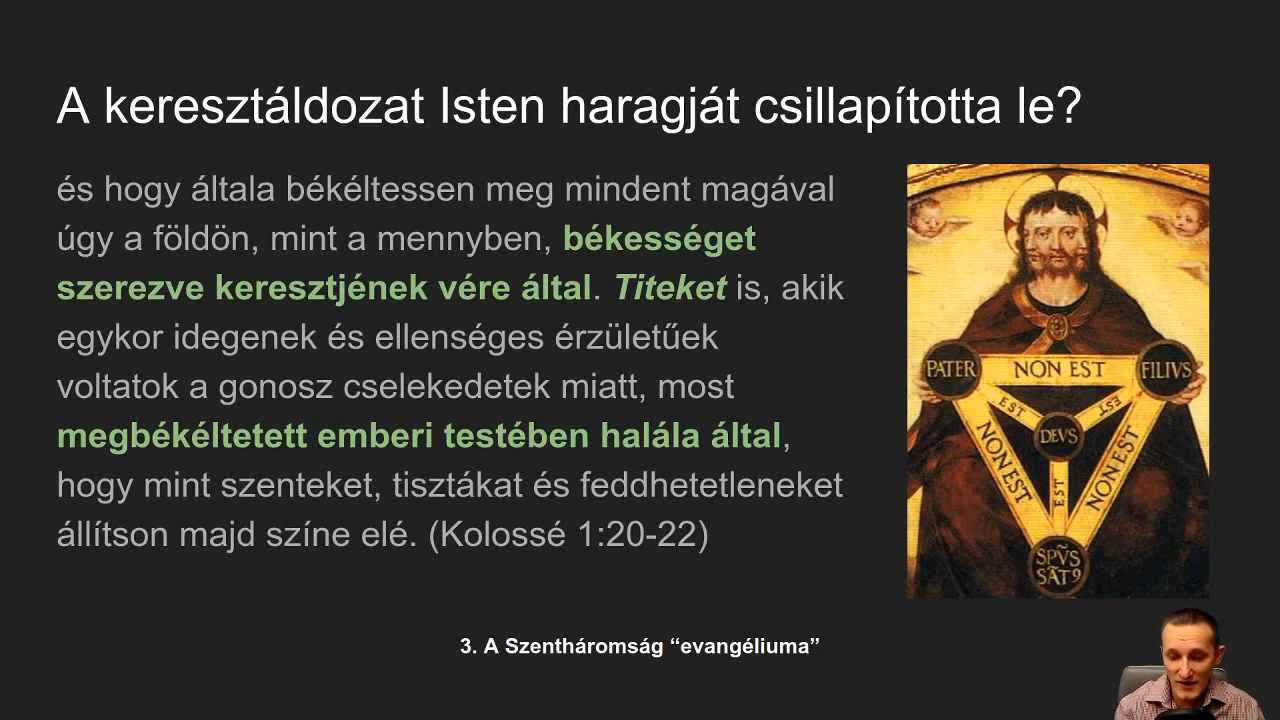 A keresztáldozat Isten haragját csillapította le?
és hogy általa békéltessen meg mindent magával
úgy a földön, mint a mennyben, békességet
szerezve keresztjének vére által. Titeket is, akik
egykor idegenek és ellenséges érzületűek
voltatok a gonosz cselekedetek miatt, most
megbékéltetett emberi testében halála által,
hogy mint szenteket, tisztákat és feddhetetleneket
állítson majd színe elé. (Kolossé 1:20-22)
PATER
NON EST
FILIVS
EST
EST
DEVS
NON EST
EST
NON EST
SPV̄S
SĀT9
3. A Szentháromság “evangéliuma”